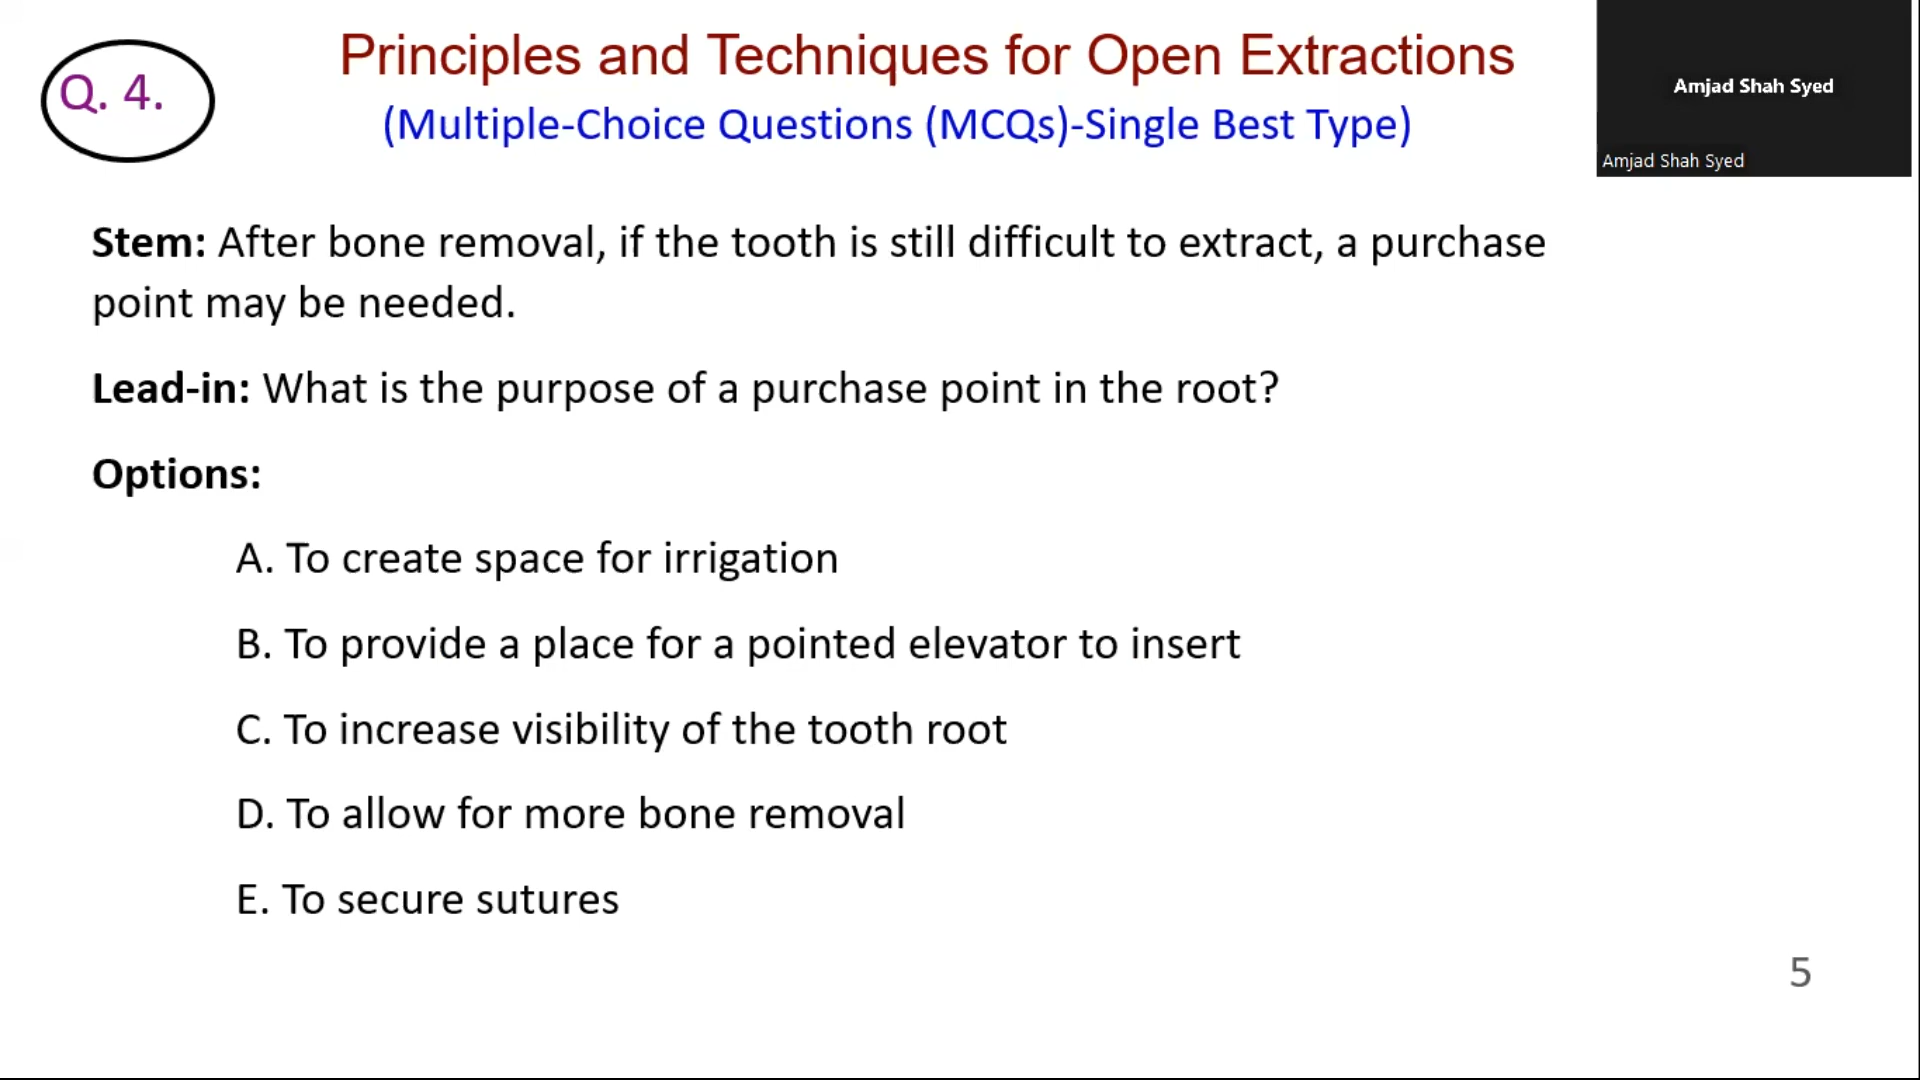 Q. 4.
Principles and Techniques for Open Extractions
(Multiple-Choice Questions (MCQs)-Single Best Type)
Amjad Shah Syed
Amjad Shah Syed
Stem: After bone removal, if the tooth is still difficult to extract, a purchase
point may be needed.
Lead-in: What is the purpose of a purchase point in the root?
Options:
A. To create space for irrigation
B. To provide a place for a pointed elevator to insert
C. To increase visibility of the tooth root
D. To allow for more bone removal
E. To secure sutures
5